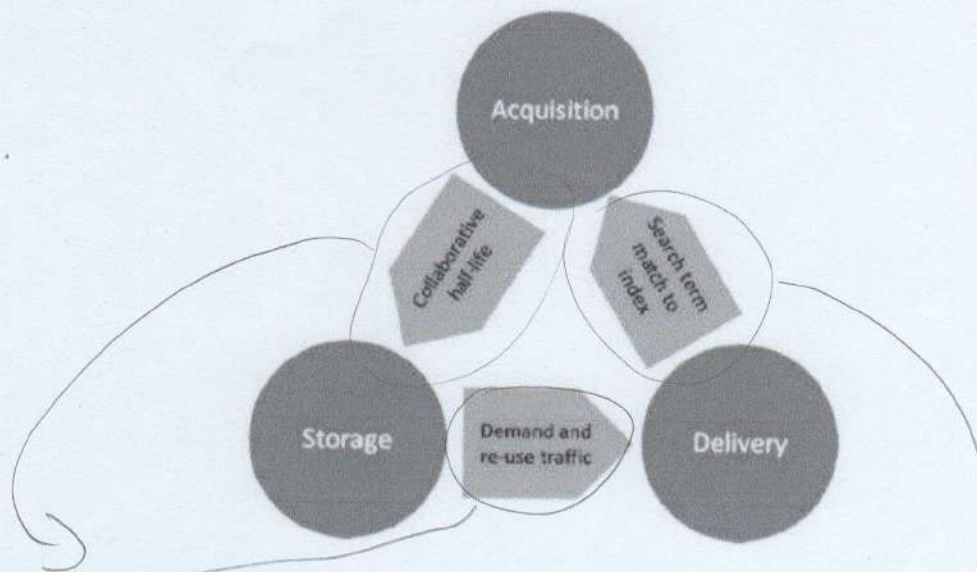 Acquisition
Collaborative
half-life
Search term
match to
index
Storage
Demand and
re-use traffic
Delivery